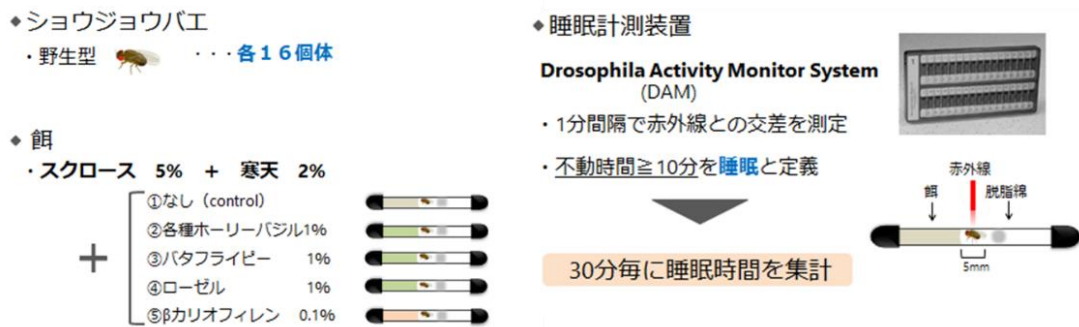 ◆ショウジョウバエ
・野生型 ・・・各16個体
◆餌
・スクロース 5% + 寒天 2%
+
①なし（control）
②各種ホーリーバジル1%
③バタフライピー 1%
④ローゼル 1%
⑤βカリオフィレン 0.1%
◆睡眠計測装置
Drosophila Activity Monitor System
(DAM)
・1分間隔で赤外線との交差を測定
・不動時間≧10分を睡眠と定義
30分毎に睡眠時間を集計
赤外線
餌 脱脂綿
5mm